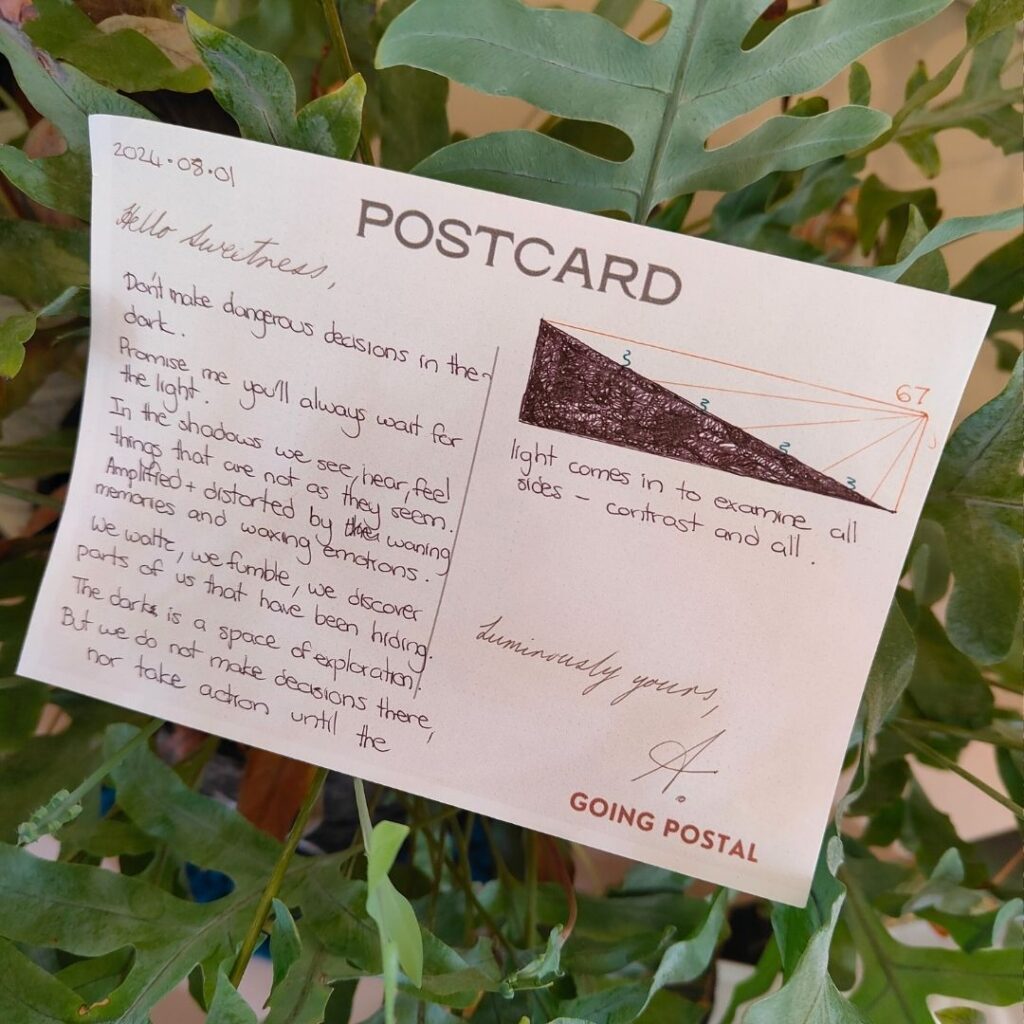 2024.08.01
POSTCARD
Hello Sweetness,
Don't make dangerous decisions in the
dark.
Promise me you'll always wait for
the light.
In the shadows we see, hear, feel
things that are not as they seem.
Amplified + distorted by waning
memories and waxing emotions.
We waltz, we fumble, we discover
parts of us that have been hiding.
The dark is a space of exploration.
But we do not make decisions there,
nor take action until the
3
3
3
3
67
light comes in to examine all
sides - contrast and all.
Luminously yours,
A.
GOING POSTAL